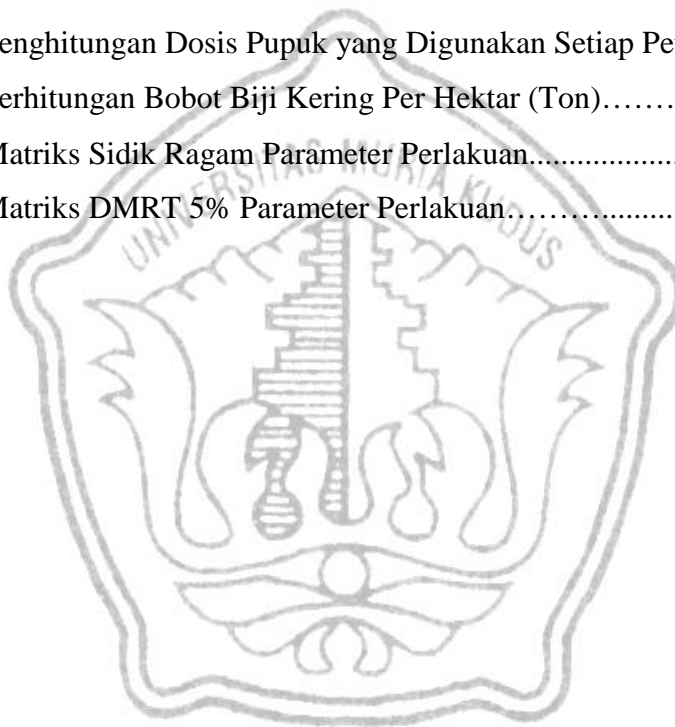 enghitungan Dosis Pupuk yang Digunakan Setiap Pe
erhitungan Bobot Biji Kering Per Hektar (Ton)……..
Matriks Sidik Ragam Parameter Perlakuan....................
Matriks DMRT 5% Parameter Perlakuan………..........
UNIVERSITAS MURIA KUDUS